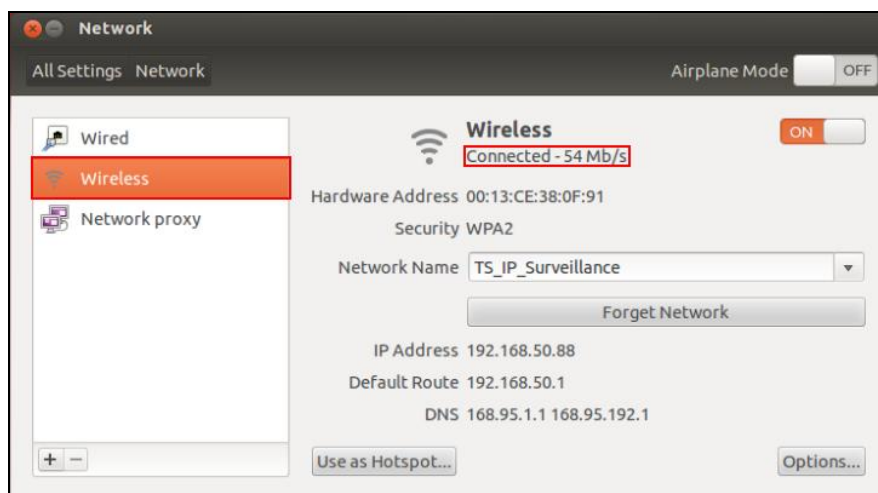 Network
All Settings Network
Airplane Mode OFF
Wired
Wireless
Network proxy
Wireless
ON
Connected - 54 Mb/s
Hardware Address 00:13:CE:38:0F:91
Security WPA2
Network Name TS_IP_Surveillance
Forget Network
IP Address 192.168.50.88
Default Route 192.168.50.1
DNS 168.95.1.1 168.95.192.1
+ −
Use as Hotspot...
Options...